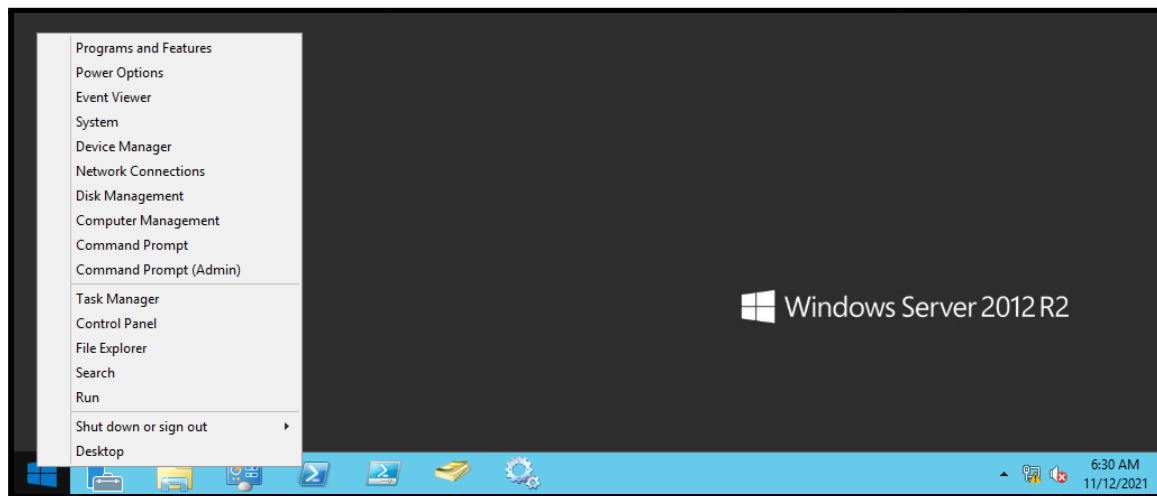 Programs and Features
Power Options
Event Viewer
System
Device Manager
Network Connections
Disk Management
Computer Management
Command Prompt
Command Prompt (Admin)
Task Manager
Control Panel
File Explorer
Search
Run
Shut down or sign out
Desktop
Windows Server 2012 R2
6:30 AM
11/12/2021